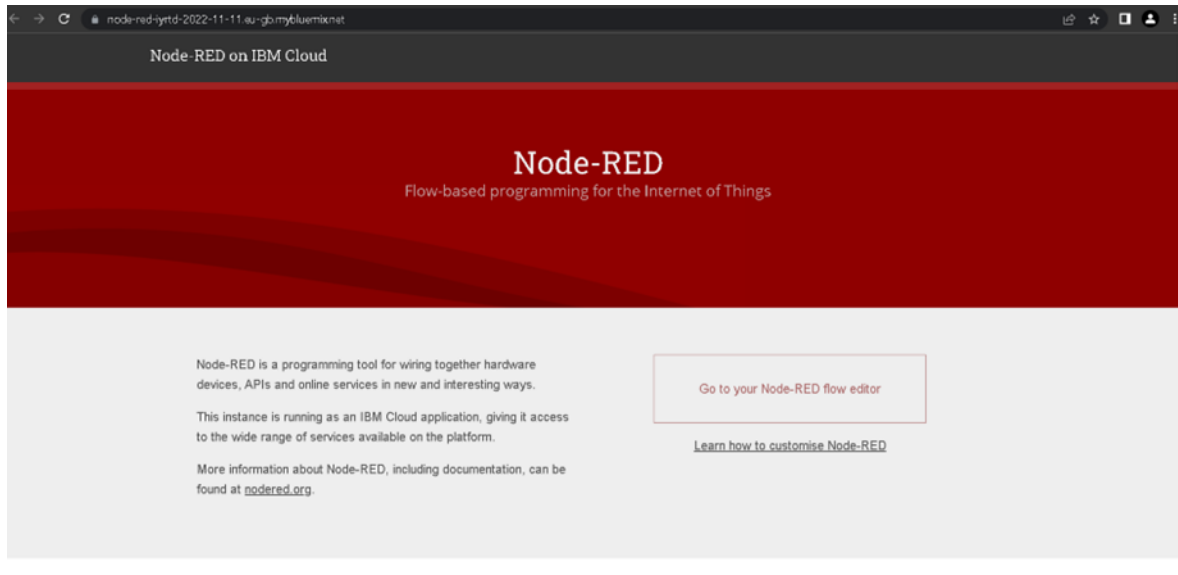 node-red-iyrtd-2022-11-11.eu-gb.mybluemix.net
Node-RED on IBM Cloud
Node-RED
Flow-based programming for the Internet of Things
Node-RED is a programming tool for wiring together hardware
devices, APIs and online services in new and interesting ways.
This instance is running as an IBM Cloud application, giving it access
to the wide range of services available on the platform.
More information about Node-RED, including documentation, can be
found at nodered.org.
Go to your Node-RED flow editor
Learn how to customise Node-RED